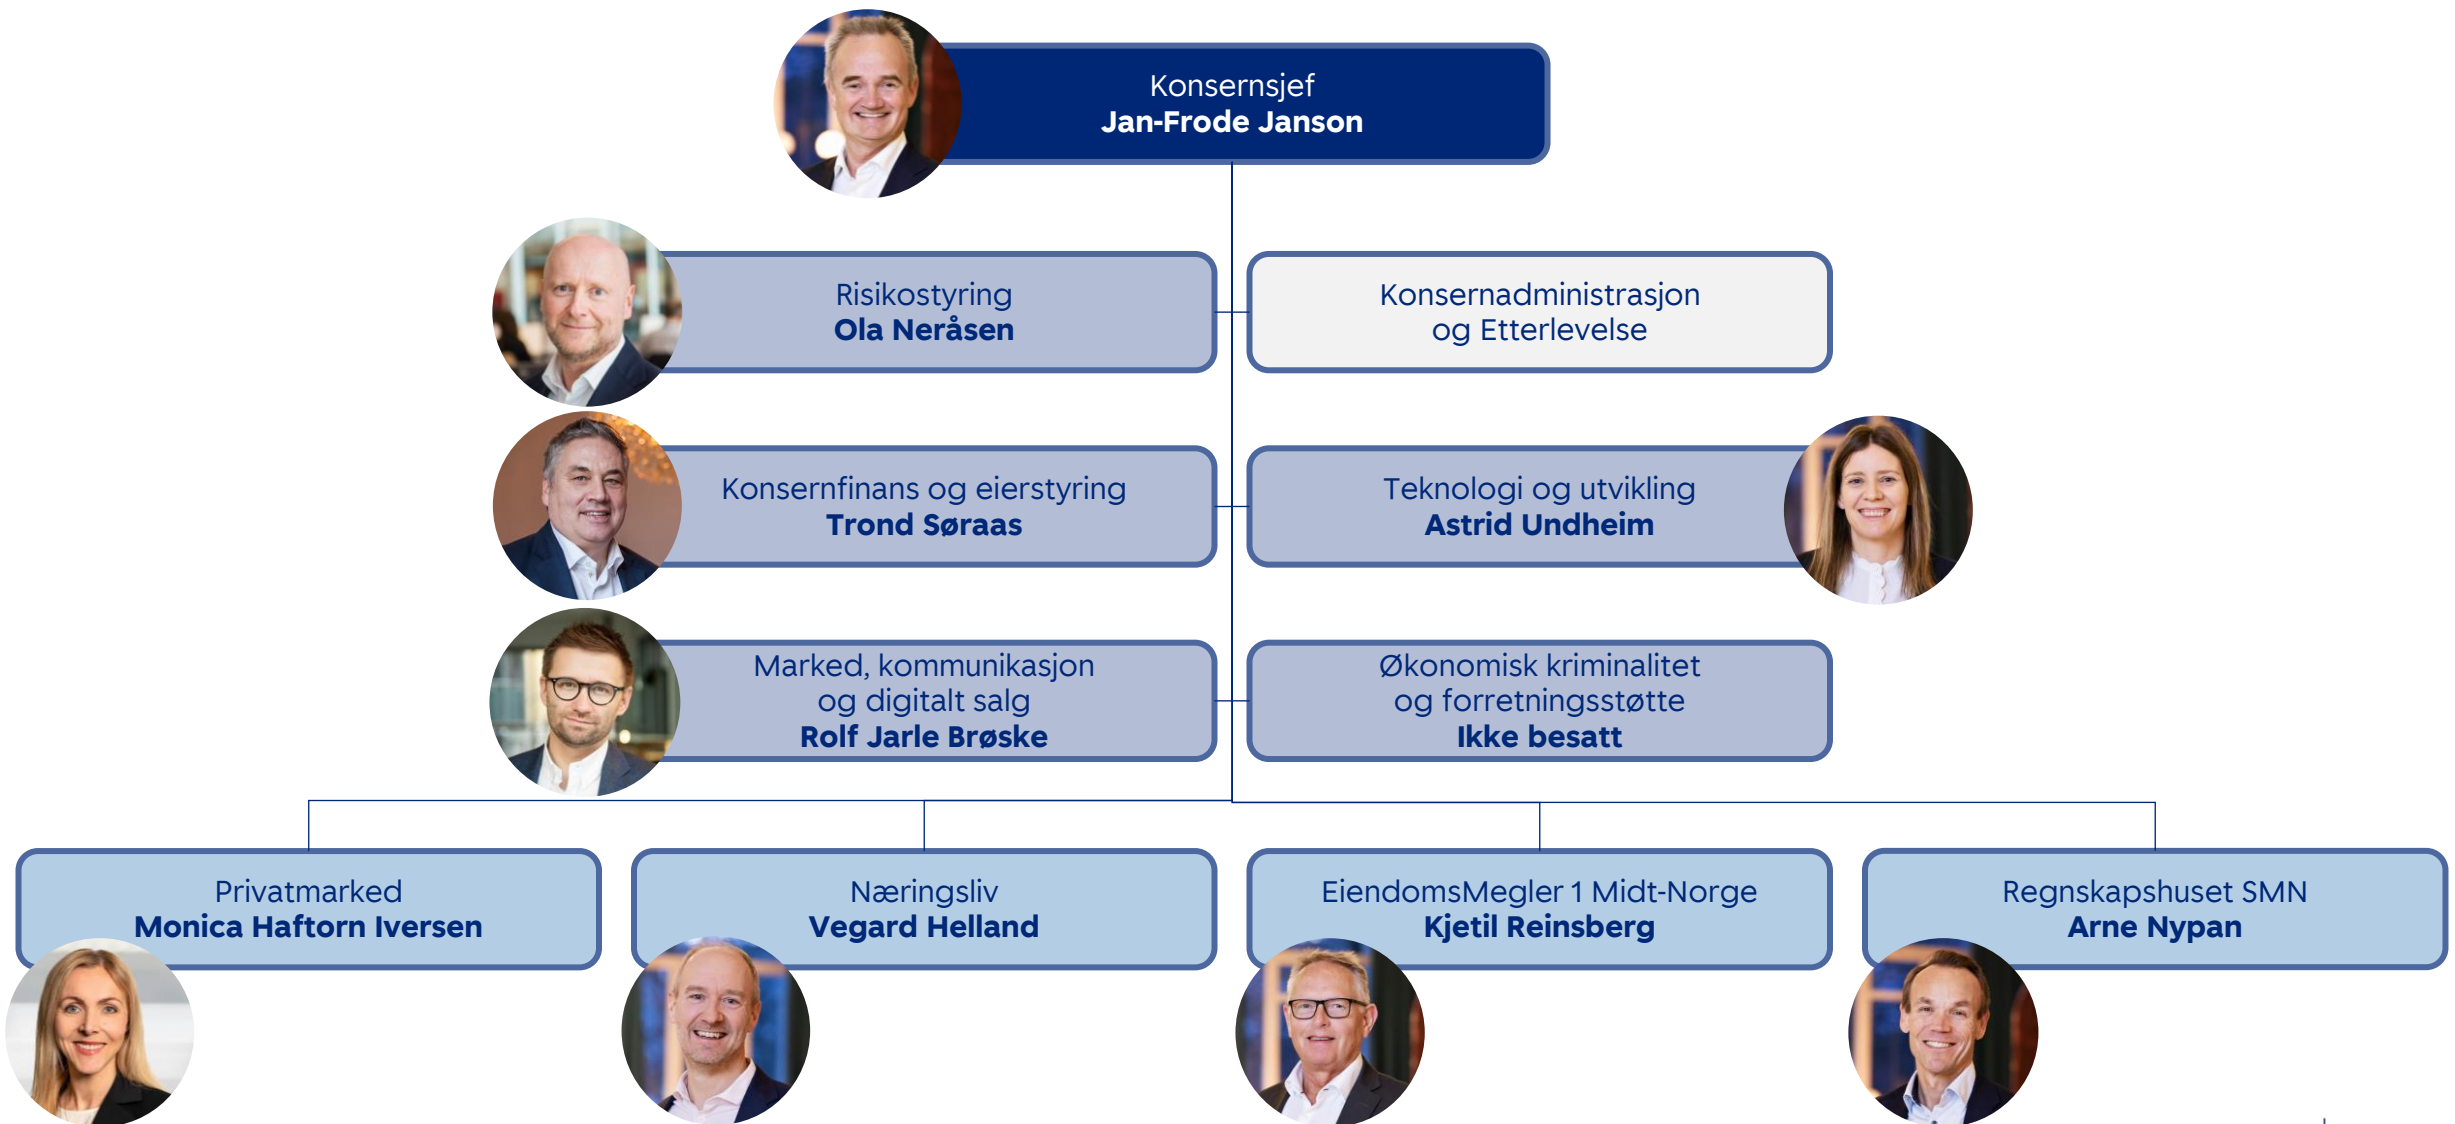 Konsernsjef
Jan-Frode Janson
Risikostyring
Ola Neråsen
Konsernadministrasjon
og Etterlevelse
Konsernfinans og eierstyring
Trond Søraas
Teknologi og utvikling
Astrid Undheim
Marked, kommunikasjon
og digitalt salg
Rolf Jarle Brøske
Økonomisk kriminalitet
og forretningsstøtte
Ikke besatt
Privatmarked
Monica Haftorn Iversen
Næringsliv
Vegard Helland
EiendomsMegler 1 Midt-Norge
Kjetil Reinsberg
Regnskapshuset SMN
Arne Nypan